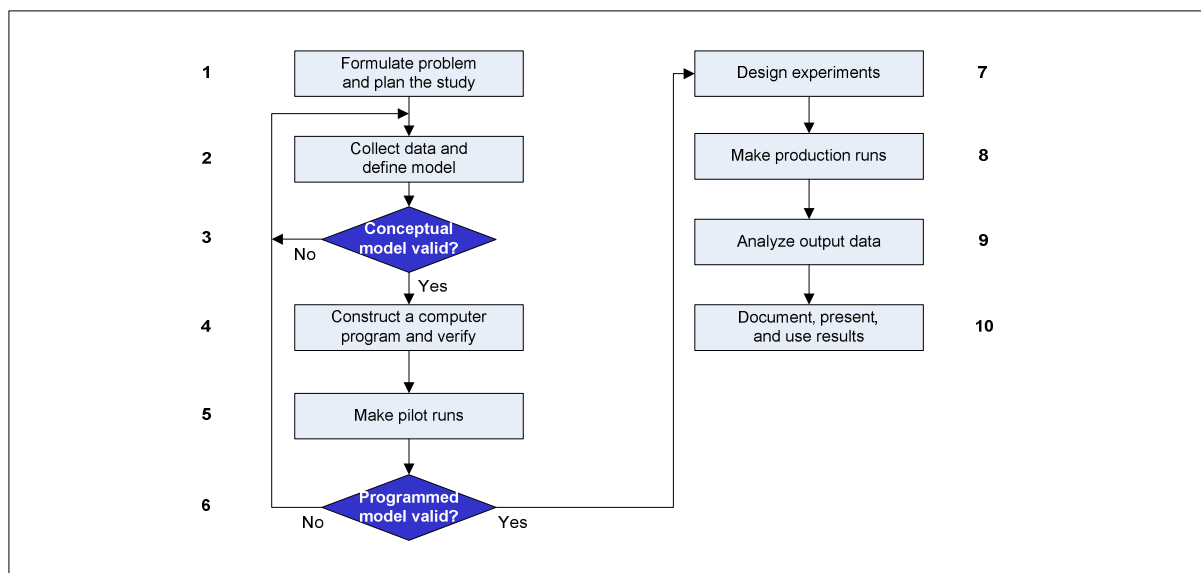 1
Formulate problem
and plan the study
2
Collect data and
define model
3
Conceptual
model valid?
No
Yes
4
Construct a computer
program and verify
5
Make pilot runs
6
Programmed
model valid?
No
Yes
Design experiments
7
Make production runs
8
Analyze output data
9
Document, present,
and use results
10